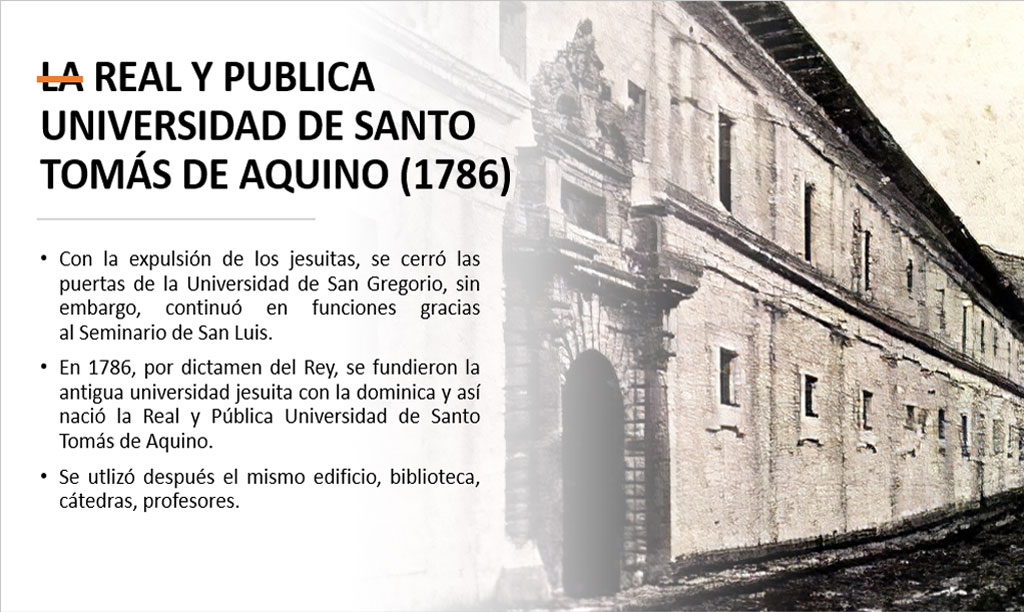 LA REAL Y PUBLICA
UNIVERSIDAD DE SANTO
TOMÁS DE AQUINO (1786)
• Con la expulsión de los jesuitas, se cerró las
puertas de la Universidad de San Gregorio, sin
embargo, continuó en funciones gracias
al Seminario de San Luis.
• En 1786, por dictamen del Rey, se fundieron la
antigua universidad jesuita con la dominica y así
nació la Real y Pública Universidad de Santo
Tomás de Aquino.
• Se utlizó después el mismo edificio, biblioteca,
cátedras, profesores.